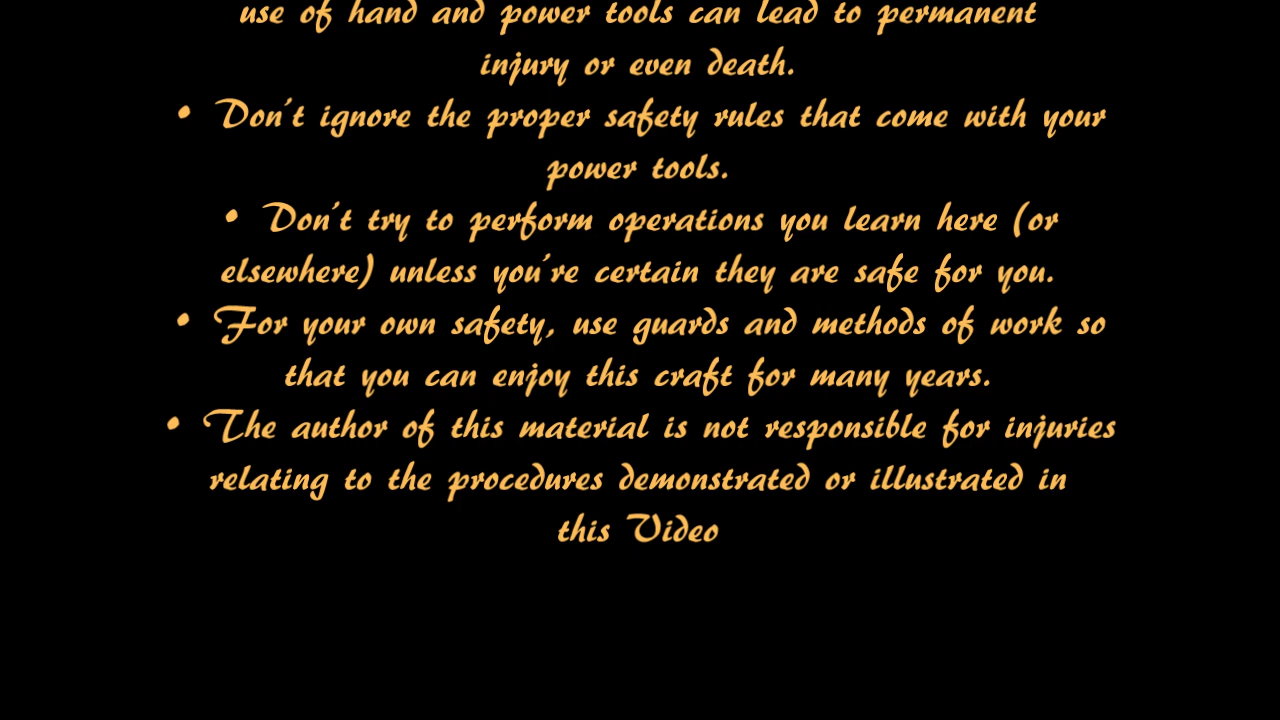 use of hand and power tools can lead to permanent
injury or even death.
• Don't ignore the proper safety rules that come with your
power tools.
• Don't try to perform operations you learn here (or
elsewhere) unless you're certain they are safe for you.
• For your own safety, use guards and methods of work so
that you can enjoy this craft for many years.
• The author of this material is not responsible for injuries
relating to the procedures demonstrated or illustrated in
this Video